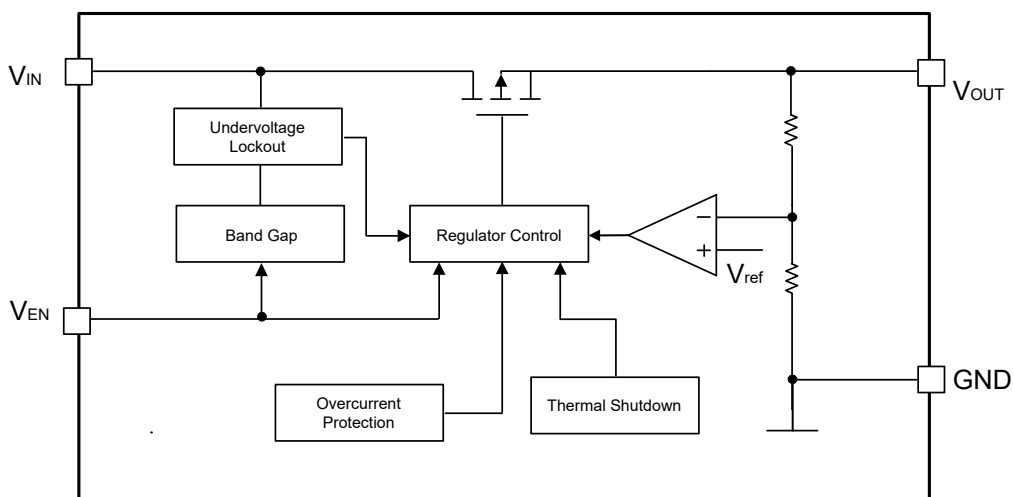 VIN
VOUT
Undervoltage
Lockout
Band Gap
Regulator Control
−
+
Vref
VEN
GND
Overcurrent
Protection
Thermal Shutdown